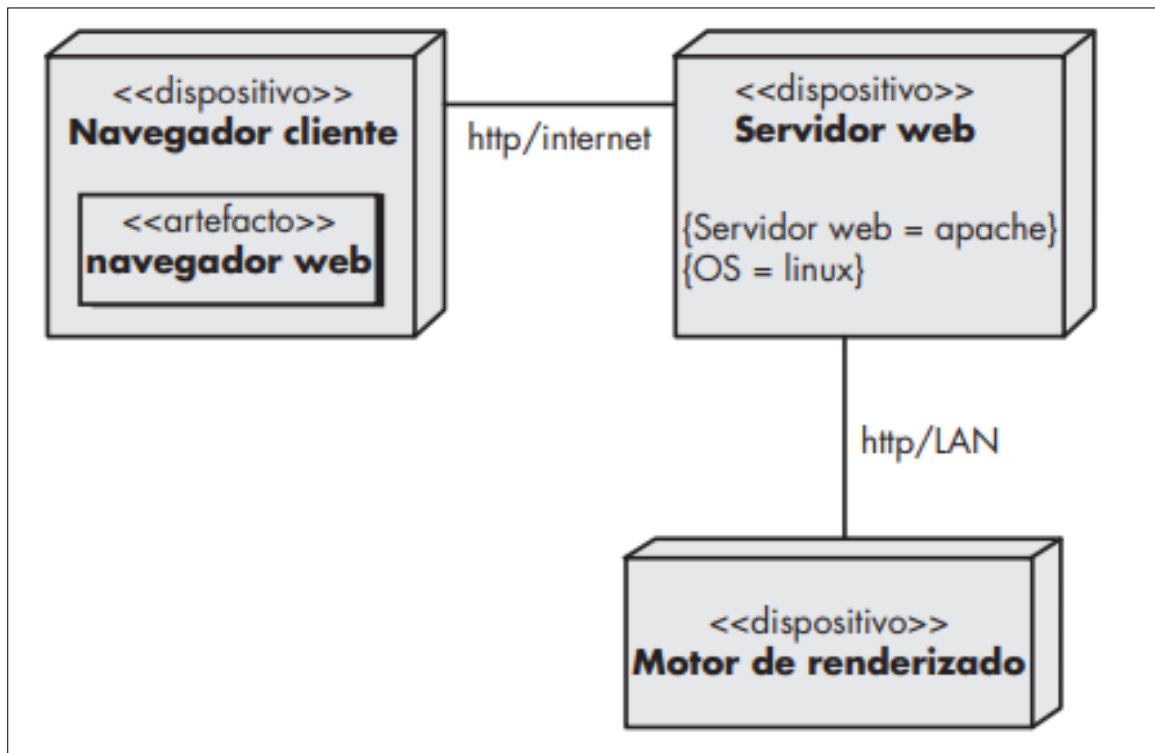 <<dispositivo>>
Navegador cliente
<<artefacto>>
navegador web
http/internet
<<dispositivo>>
Servidor web
{Servidor web = apache}
{OS = linux}
http/LAN
<<dispositivo>>
Motor de renderizado